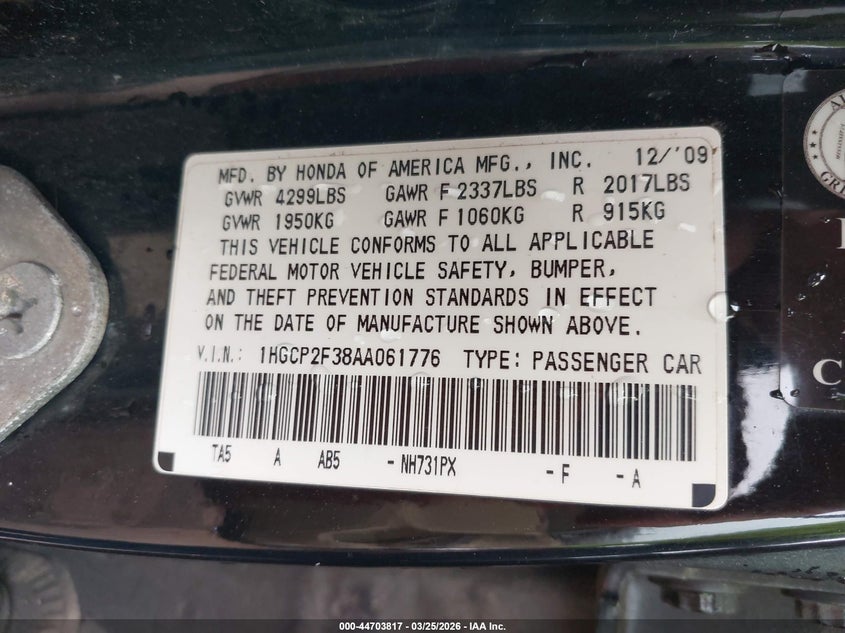 MFD. BY HONDA OF AMERICA MFG., INC. 12/'09
GVWR 4299LBS GAWR F 2337LBS R 2017LBS
GVWR 1950KG GAWR F 1060KG R 915KG
THIS VEHICLE CONFORMS TO ALL APPLICABLE
FEDERAL MOTOR VEHICLE SAFETY, BUMPER,
AND THEFT PREVENTION STANDARDS IN EFFECT
ON THE DATE OF MANUFACTURE SHOWN ABOVE.
V.I.N.: 1HGCP2F38AA061776 TYPE: PASSENGER CAR
TA5 A AB5 - NH731PX - F - A
000-44703817 - 03/25/2026 - IAA Inc.